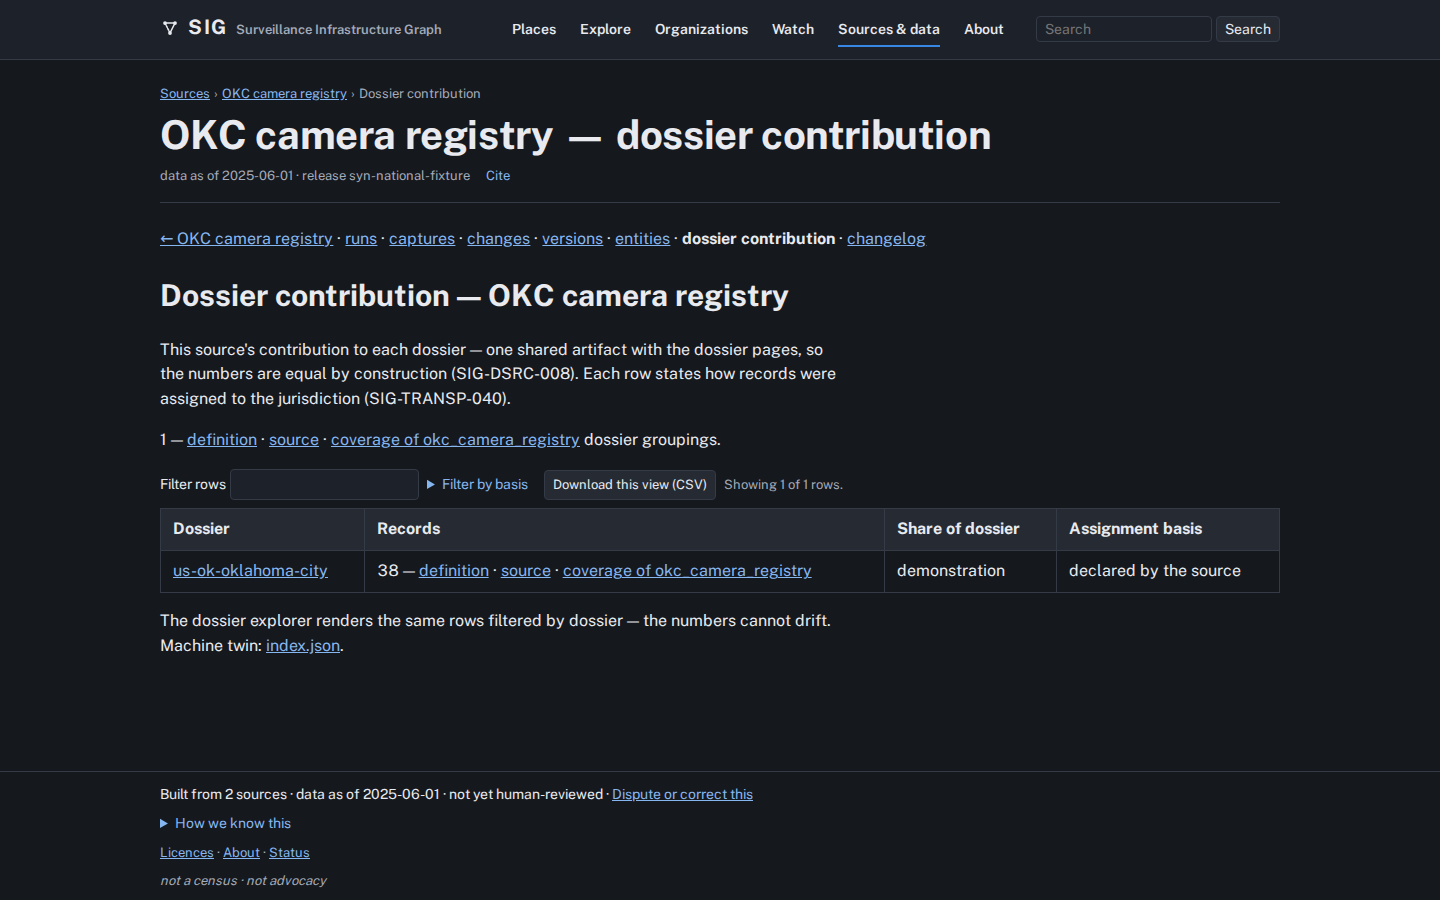 SIG Surveillance Infrastructure Graph Places Explore Organizations Watch Sources & data About Search Search
Sources › OKC camera registry › Dossier contribution
OKC camera registry — dossier contribution
data as of 2025-06-01 · release syn-national-fixture Cite
← OKC camera registry · runs · captures · changes · versions · entities · dossier contribution · changelog
Dossier contribution — OKC camera registry
This source's contribution to each dossier — one shared artifact with the dossier pages, so
the numbers are equal by construction (SIG-DSRC-008). Each row states how records were
assigned to the jurisdiction (SIG-TRANSP-040).
1 — definition · source · coverage of okc_camera_registry dossier groupings.
Filter rows ▶ Filter by basis Download this view (CSV) Showing 1 of 1 rows.
Dossier Records Share of dossier Assignment basis
us-ok-oklahoma-city 38 — definition · source · coverage of okc_camera_registry demonstration declared by the source
The dossier explorer renders the same rows filtered by dossier — the numbers cannot drift.
Machine twin: index.json.
Built from 2 sources · data as of 2025-06-01 · not yet human-reviewed · Dispute or correct this
▶ How we know this
Licences · About · Status
not a census · not advocacy